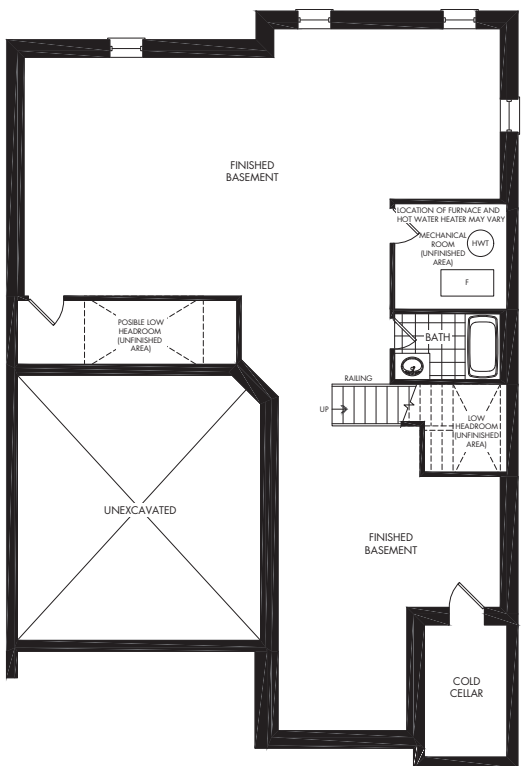 FINISHED
BASEMENT
LOCATION OF FURNACE AND
HOT WATER HEATER MAY VARY
MECHANICAL
ROOM
(UNFINISHED
AREA)
HWT
F
POSIBLE LOW
HEADROOM
(UNFINISHED
AREA)
BATH
RAILING
UP
LOW
HEADROOM
(UNFINISHED
AREA)
UNEXCAVATED
FINISHED
BASEMENT
COLD
CELLAR